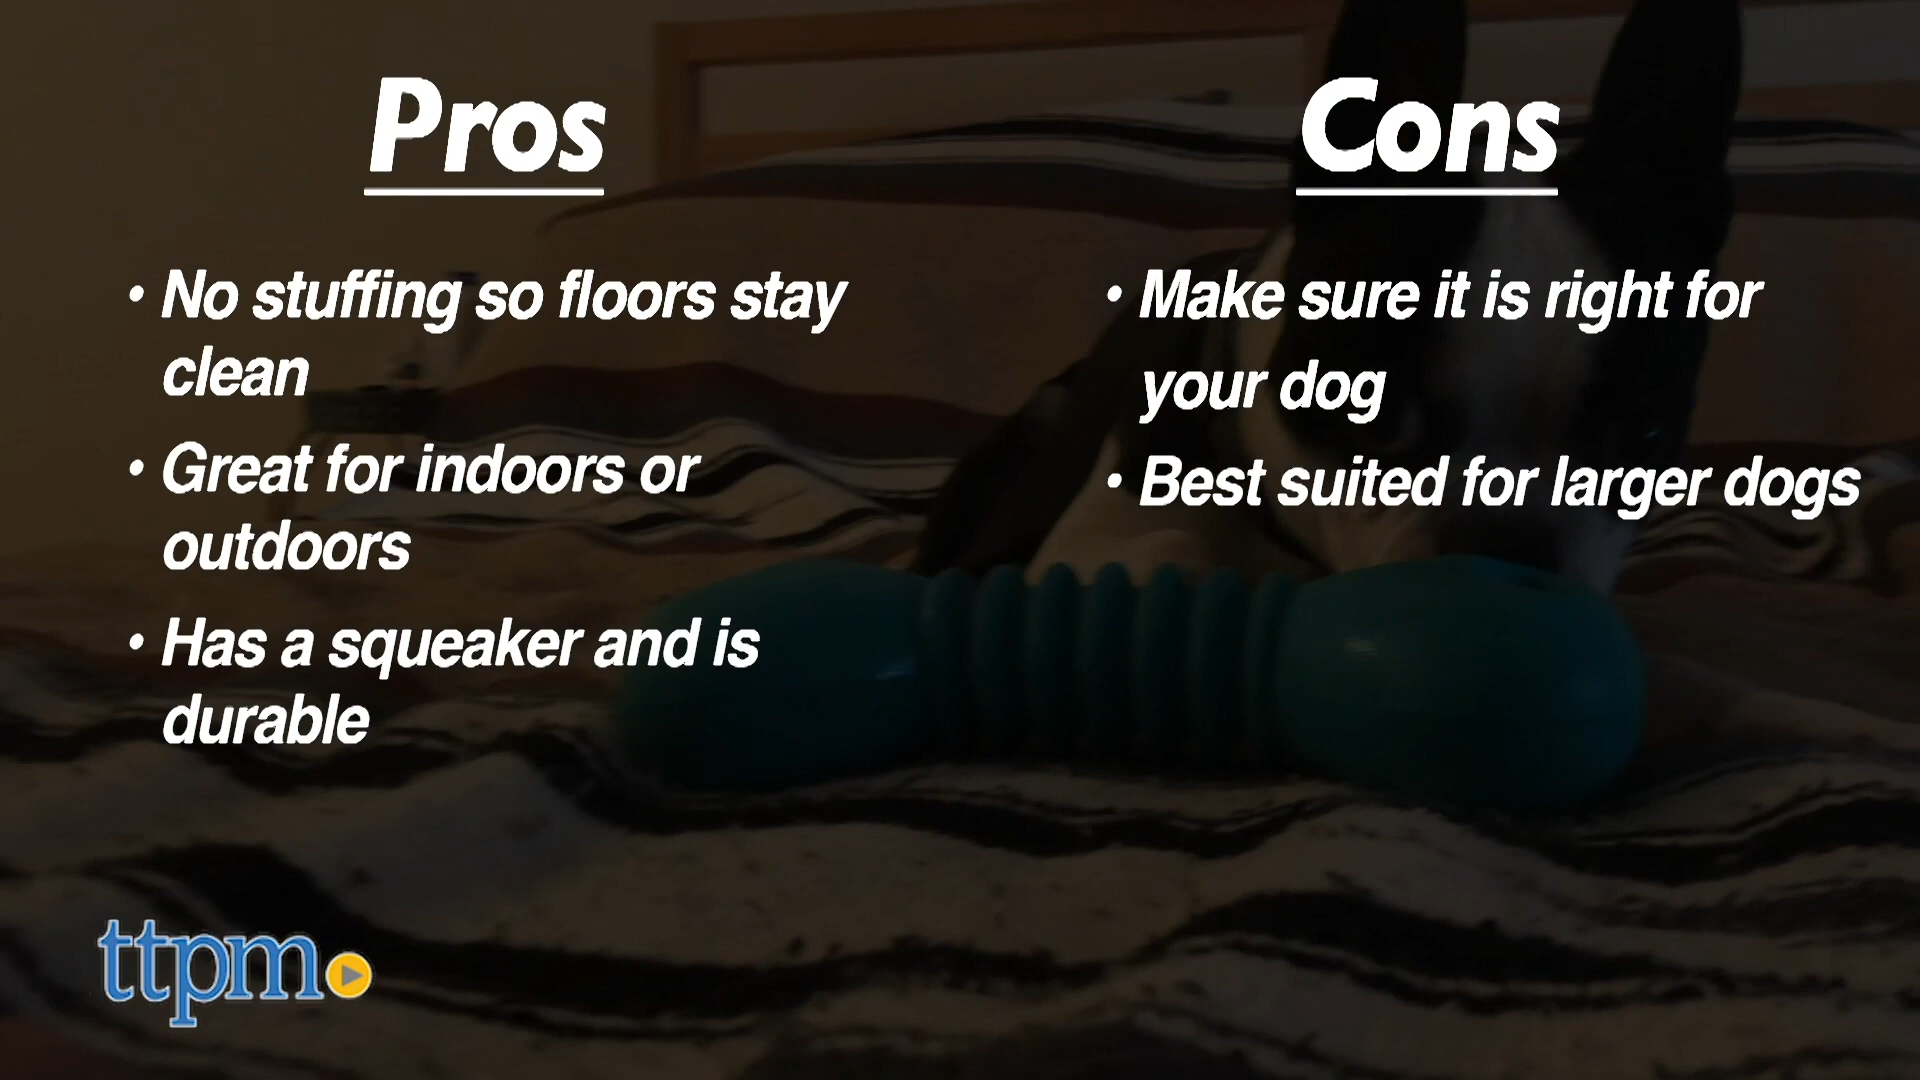 Pros
• No stuffing so floors stay
clean
• Great for indoors or
outdoors
• Has a squeaker and is
durable
Cons
• Make sure it is right for
your dog
• Best suited for larger dogs
ttpm